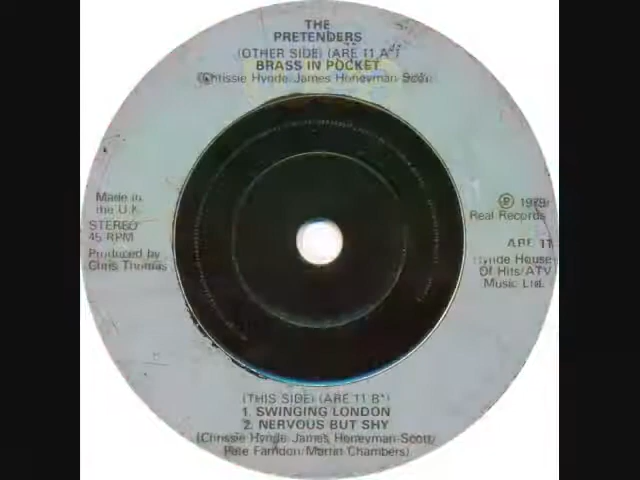 THE
PRETENDERS
(OTHER SIDE) (ARE 11 A*)
BRASS IN POCKET
(Chrissie Hynde/James Honeyman-Scott)
Made in
the U.K.
STEREO
45 RPM
Produced by
Chris Thomas
℗ 1979
Real Records
ARE 11
Hynde House
Of Hits/ATV
Music Ltd.
(THIS SIDE) (ARE 11 B*)
1. SWINGING LONDON
2. NERVOUS BUT SHY
(Chrissie Hynde/James Honeyman-Scott/
Pete Farndon/Martin Chambers)